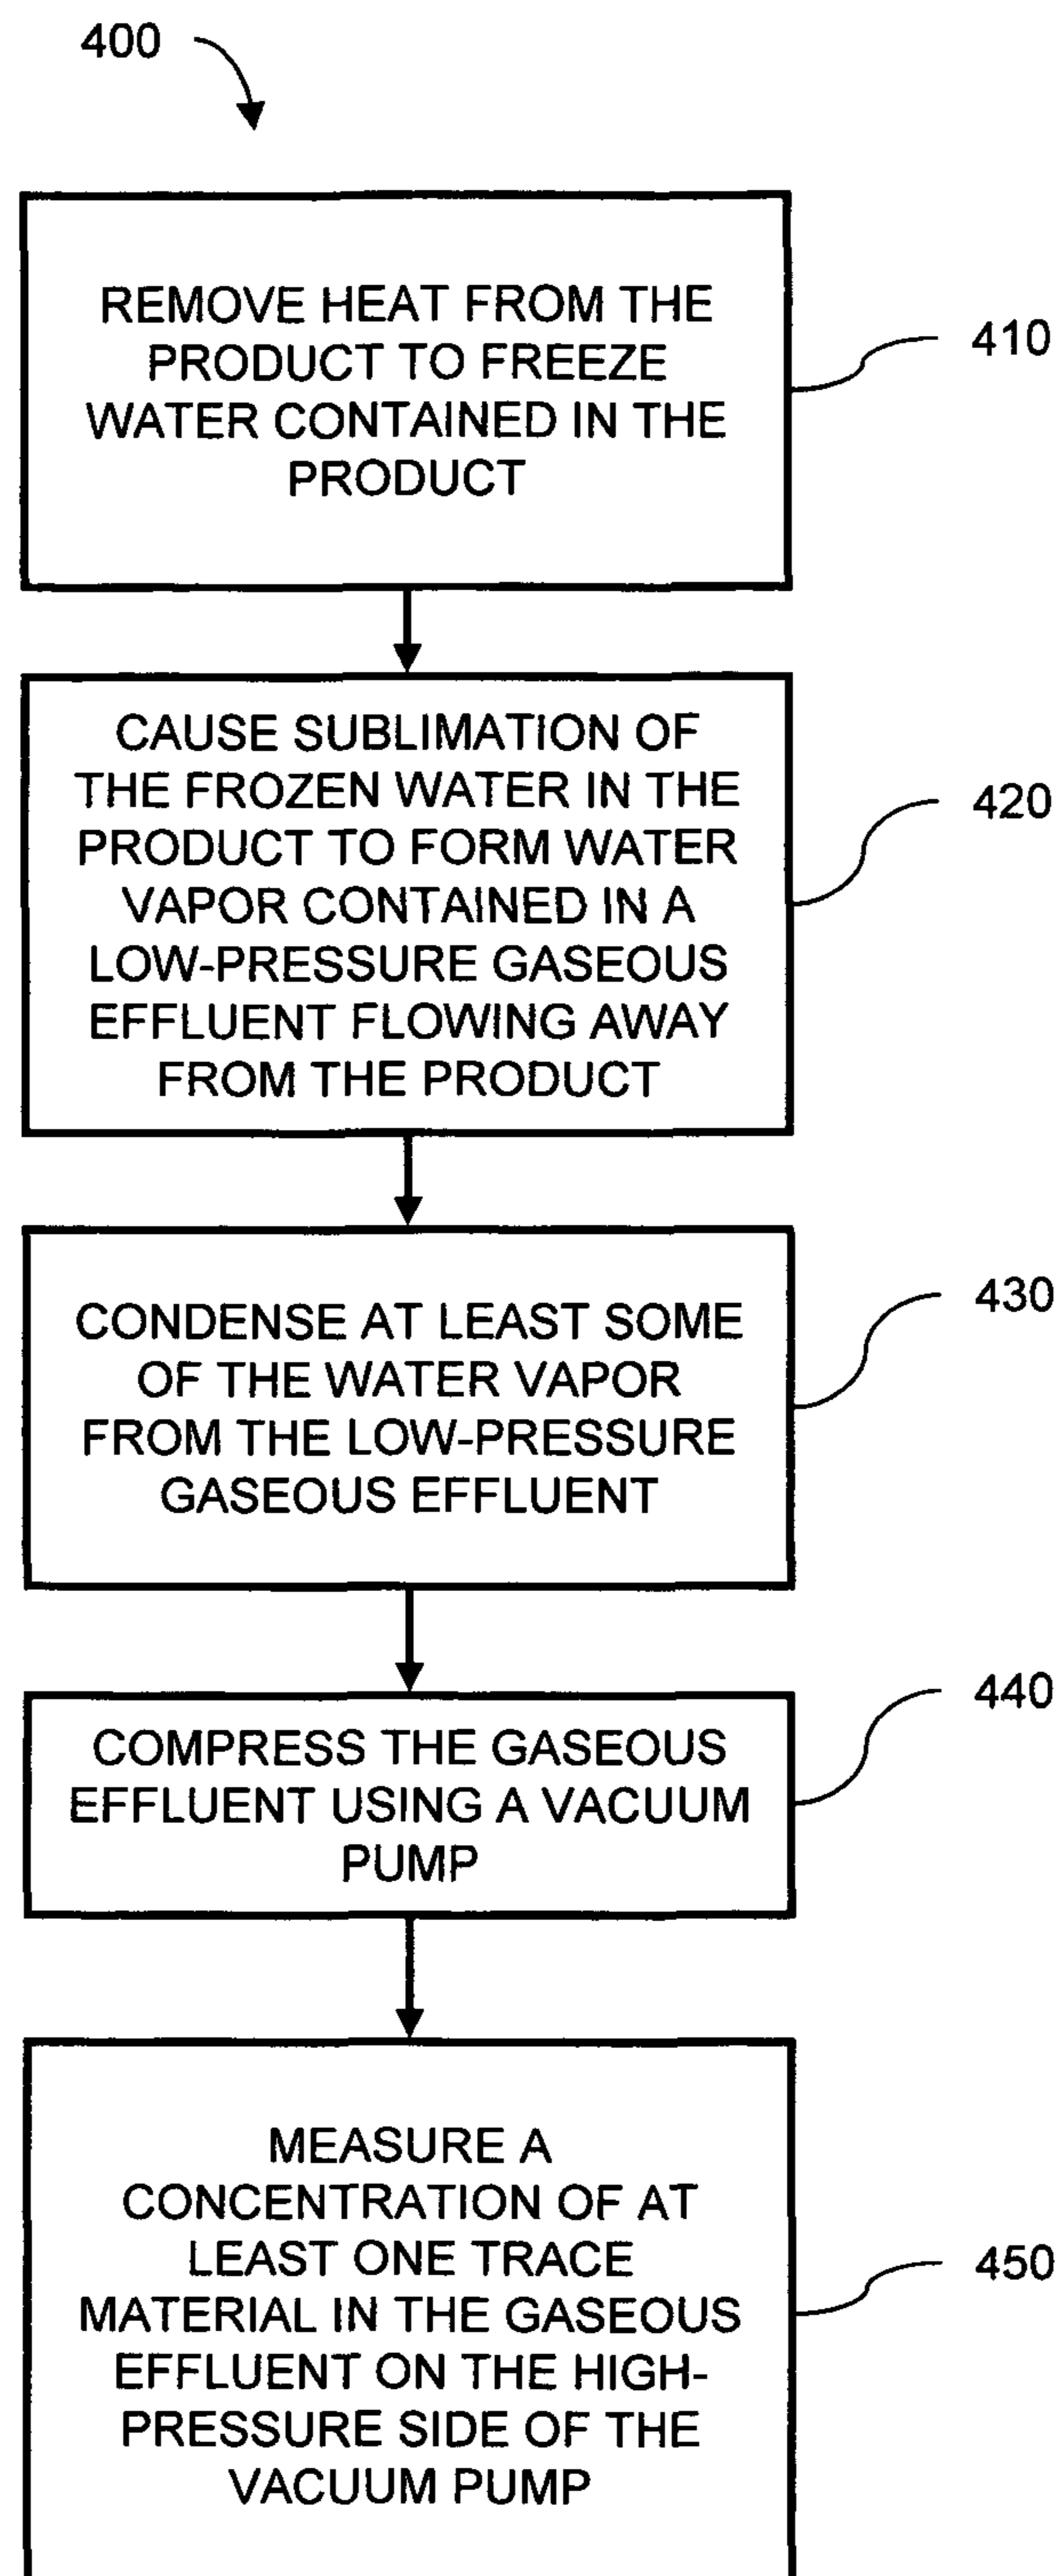 400
REMOVE HEAT FROM THE
PRODUCT TO FREEZE
WATER CONTAINED IN THE
PRODUCT
410
CAUSE SUBLIMATION OF
THE FROZEN WATER IN THE
PRODUCT TO FORM WATER
VAPOR CONTAINED IN A
LOW-PRESSURE GASEOUS
EFFLUENT FLOWING AWAY
FROM THE PRODUCT
420
CONDENSE AT LEAST SOME
OF THE WATER VAPOR
FROM THE LOW-PRESSURE
GASEOUS EFFLUENT
430
COMPRESS THE GASEOUS
EFFLUENT USING A VACUUM
PUMP
440
MEASURE A
CONCENTRATION OF AT
LEAST ONE TRACE
MATERIAL IN THE GASEOUS
EFFLUENT ON THE HIGH-
PRESSURE SIDE OF THE
VACUUM PUMP
450